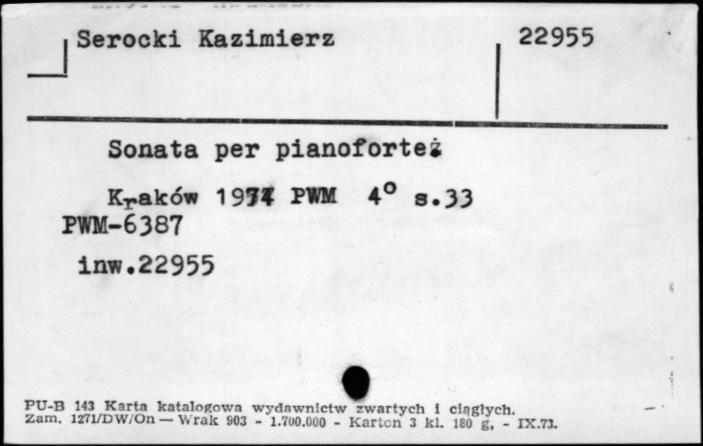 Serocki Kazimierz 22955
Sonata per pianoforte
Kraków 1974 PWM 4° s.33
PWM-6387
inw.22955
PU-B 143 Karta katalogowa wydawnictw zwartych i ciągłych.
Zam. 1271/DW/On — Wrak 903 - 1.700.000 - Karton 3 kl. 180 g, - IX.73.